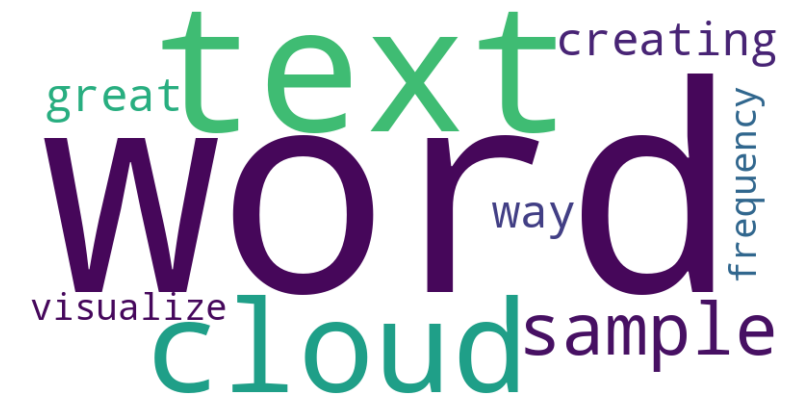 text
creating
great
word
frequency
way
visualize
cloud
sample